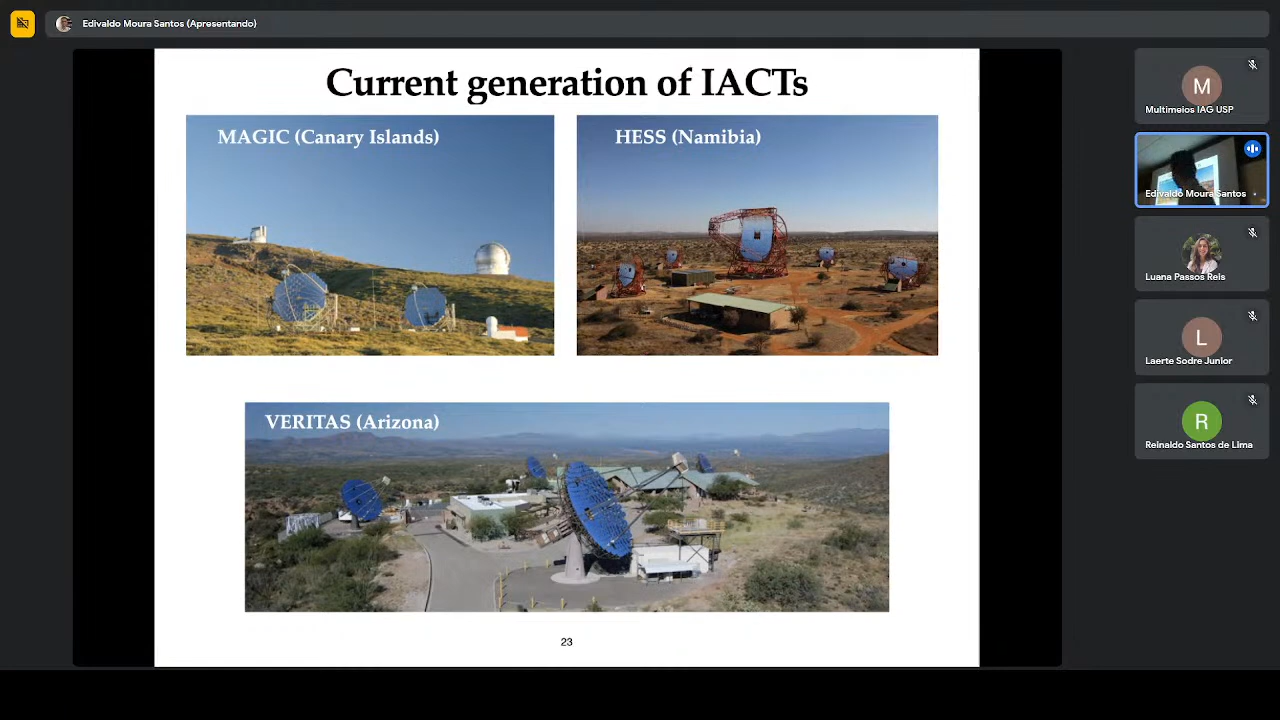 Edivaldo Moura Santos (Apresentando)
Current generation of IACTs
MAGIC (Canary Islands)
HESS (Namibia)
VERITAS (Arizona)
23
M
Multimeios IAG USP
Edivaldo Moura Santos
Luana Passos Reis
L
Laerte Sodre Junior
R
Reinaldo Santos de Lima